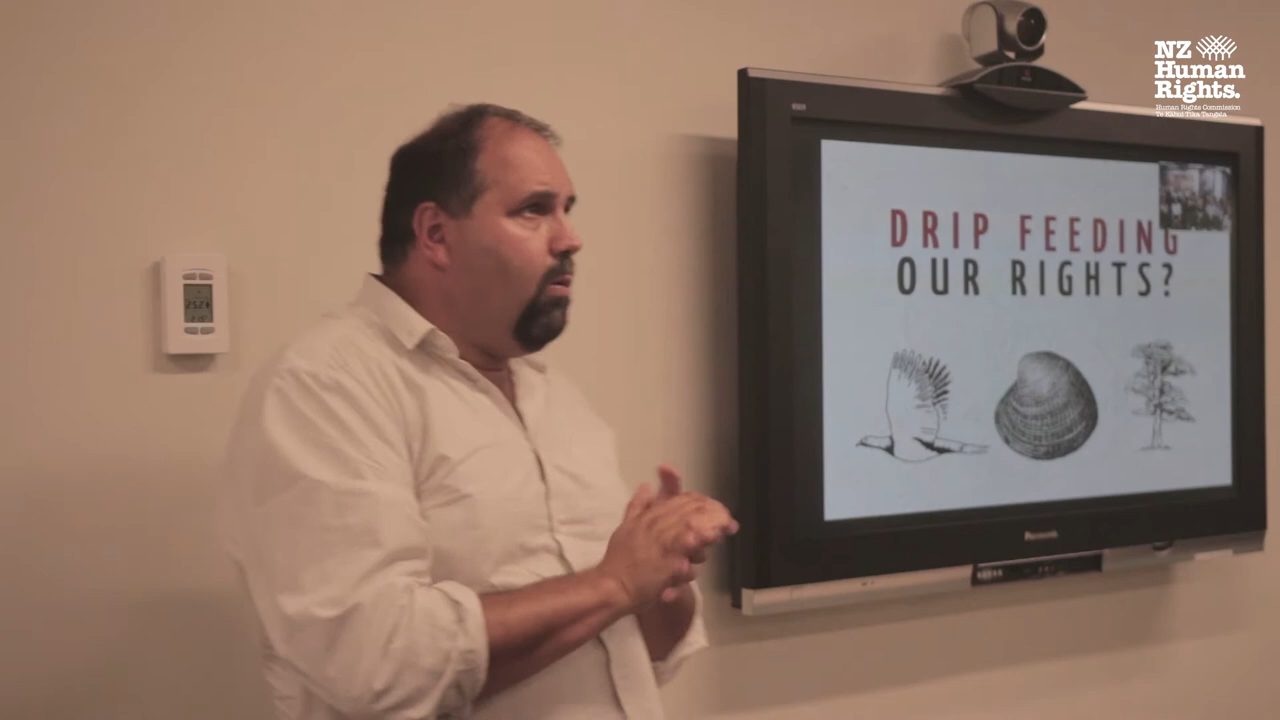 NZ
Human
Rights.
Human Rights Commission
Te Kāhui Tika Tangata
DRIP FEEDING
OUR RIGHTS?
Panasonic